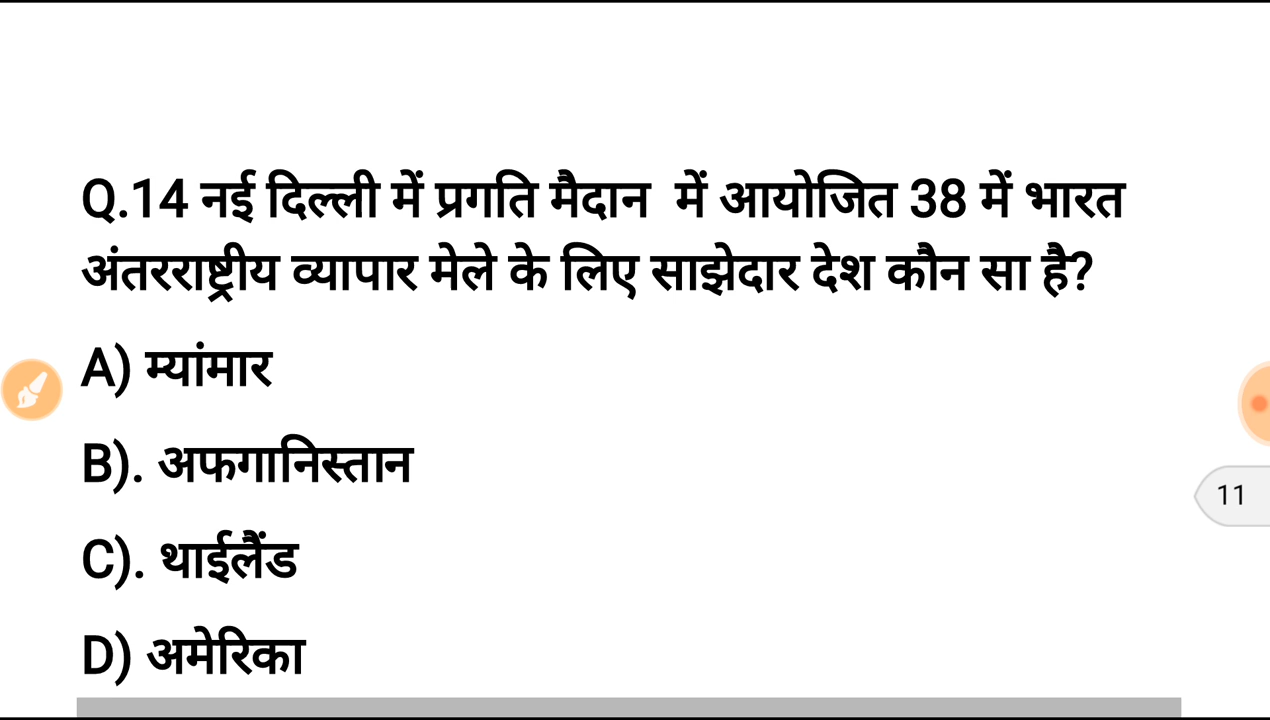 Q.14 नई दिल्ली में प्रगति मैदान में आयोजित 38 में भारत
अंतरराष्ट्रीय व्यापार मेले के लिए साझेदार देश कौन सा है?
A) म्यांमार
B). अफगानिस्तान
11
C). थाईलैंड
D) अमेरिका